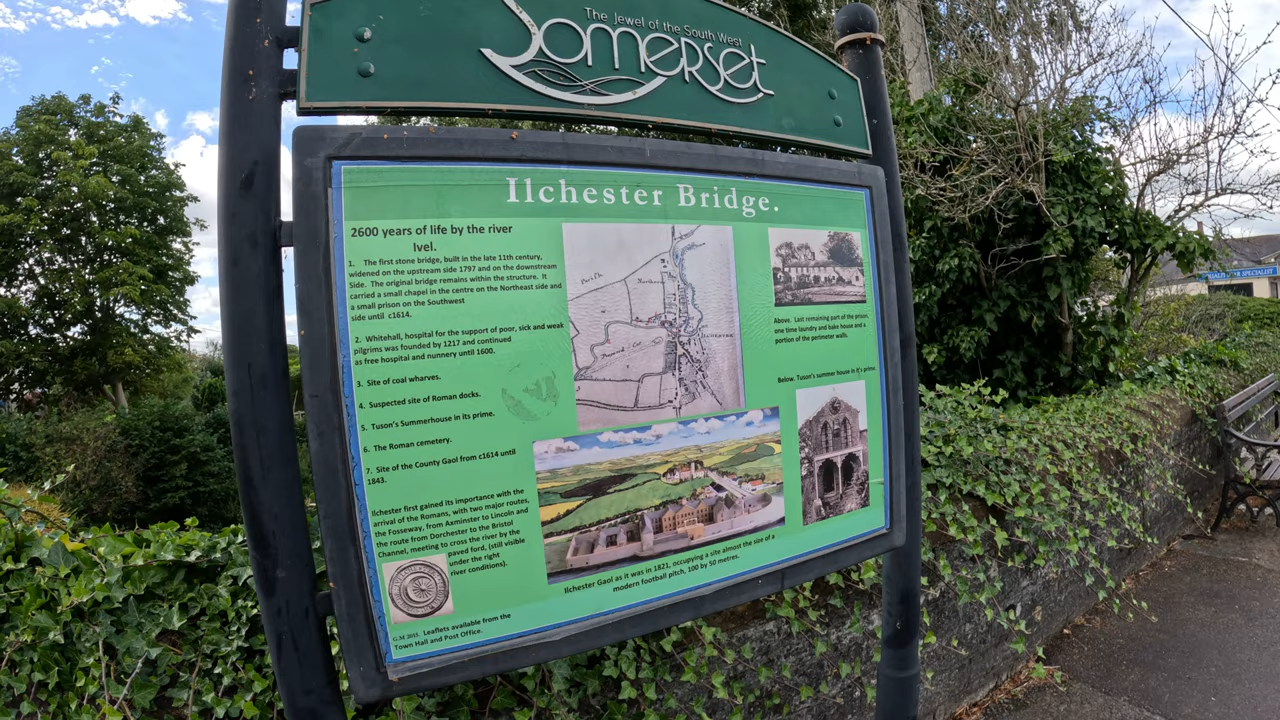 The Jewel of the South West
Somerset
Ilchester Bridge.
2600 years of life by the river
Ivel.
1. The first stone bridge, built in the late 11th century,
widened on the upstream side 1797 and on the downstream
Side. The original bridge remains within the structure. It
carried a small chapel in the centre on the Northeast side and
a small prison on the Southwest
side until c1614.
2. Whitehall, hospital for the support of poor, sick and weak
pilgrims was founded by 1217 and continued
as free hospital and nunnery until 1600.
3. Site of coal wharves.
4. Suspected site of Roman docks.
5. Tuson's Summerhouse in its prime.
6. The Roman cemetery.
7. Site of the County Gaol from c1614 until
1843.
Ilchester first gained its importance with the
arrival of the Romans, with two major routes,
the Fosseway, from Axminster to Lincoln and
the route from Dorchester to the Bristol
Channel, meeting to cross the river by the
paved ford, (still visible
under the right
river conditions).
G.M 2015. Leaflets available from the
Town Hall and Post Office.
ILCHESTER
Above. Last remaining part of the prison,
one time laundry and bake house and a
portion of the perimeter walls.
Below. Tuson's summer house in it's prime.
Ilchester Gaol as it was in 1821, occupying a site almost the size of a
modern football pitch, 100 by 50 metres.
SPECIALIST